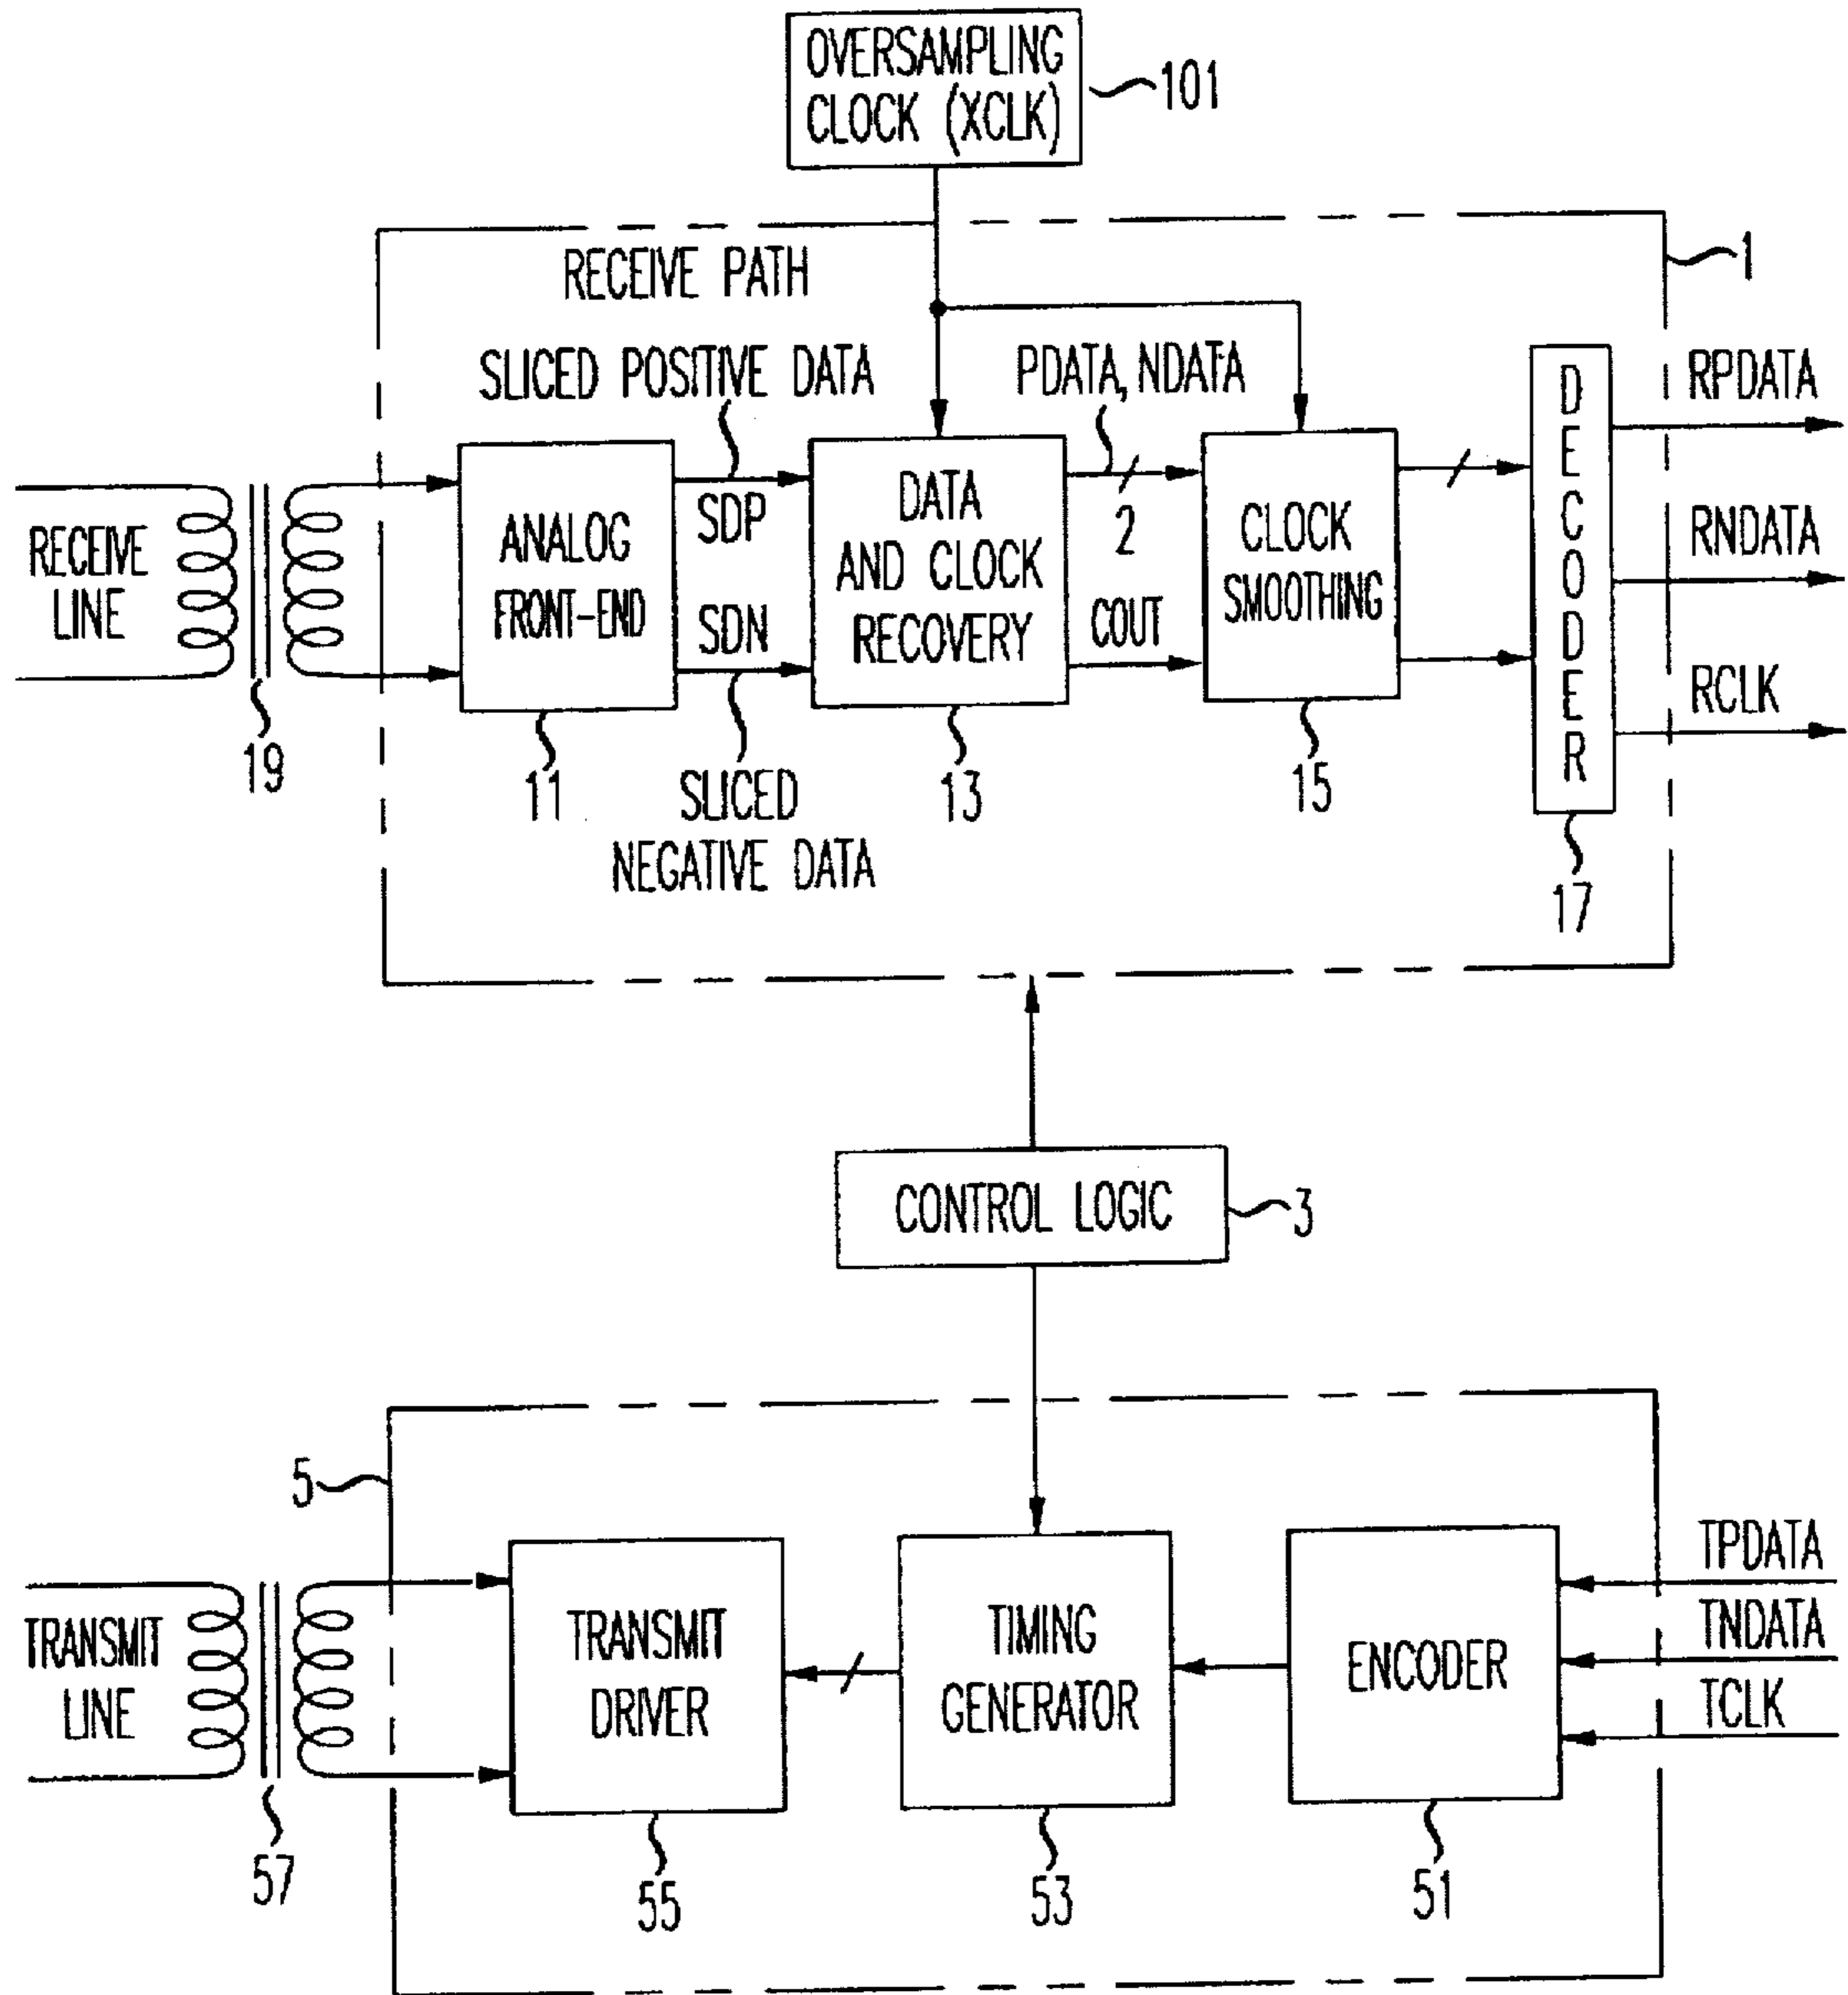 OVERSAMPLING
CLOCK (XCLK)
101
RECEIVE PATH
1
SLICED POSITIVE DATA
PDATA, NDATA
RPDATA
RECEIVE
LINE
ANALOG
FRONT-END
SDP
SDN
DATA
AND CLOCK
RECOVERY
2
COUT
CLOCK
SMOOTHING
DECODER
RNDATA
RCLK
19
11
SLICED
NEGATIVE DATA
13
15
17
CONTROL LOGIC
3
5
TRANSMIT
LINE
TRANSMIT
DRIVER
TIMING
GENERATOR
ENCODER
TPDATA
TNDATA
TCLK
57
55
53
51